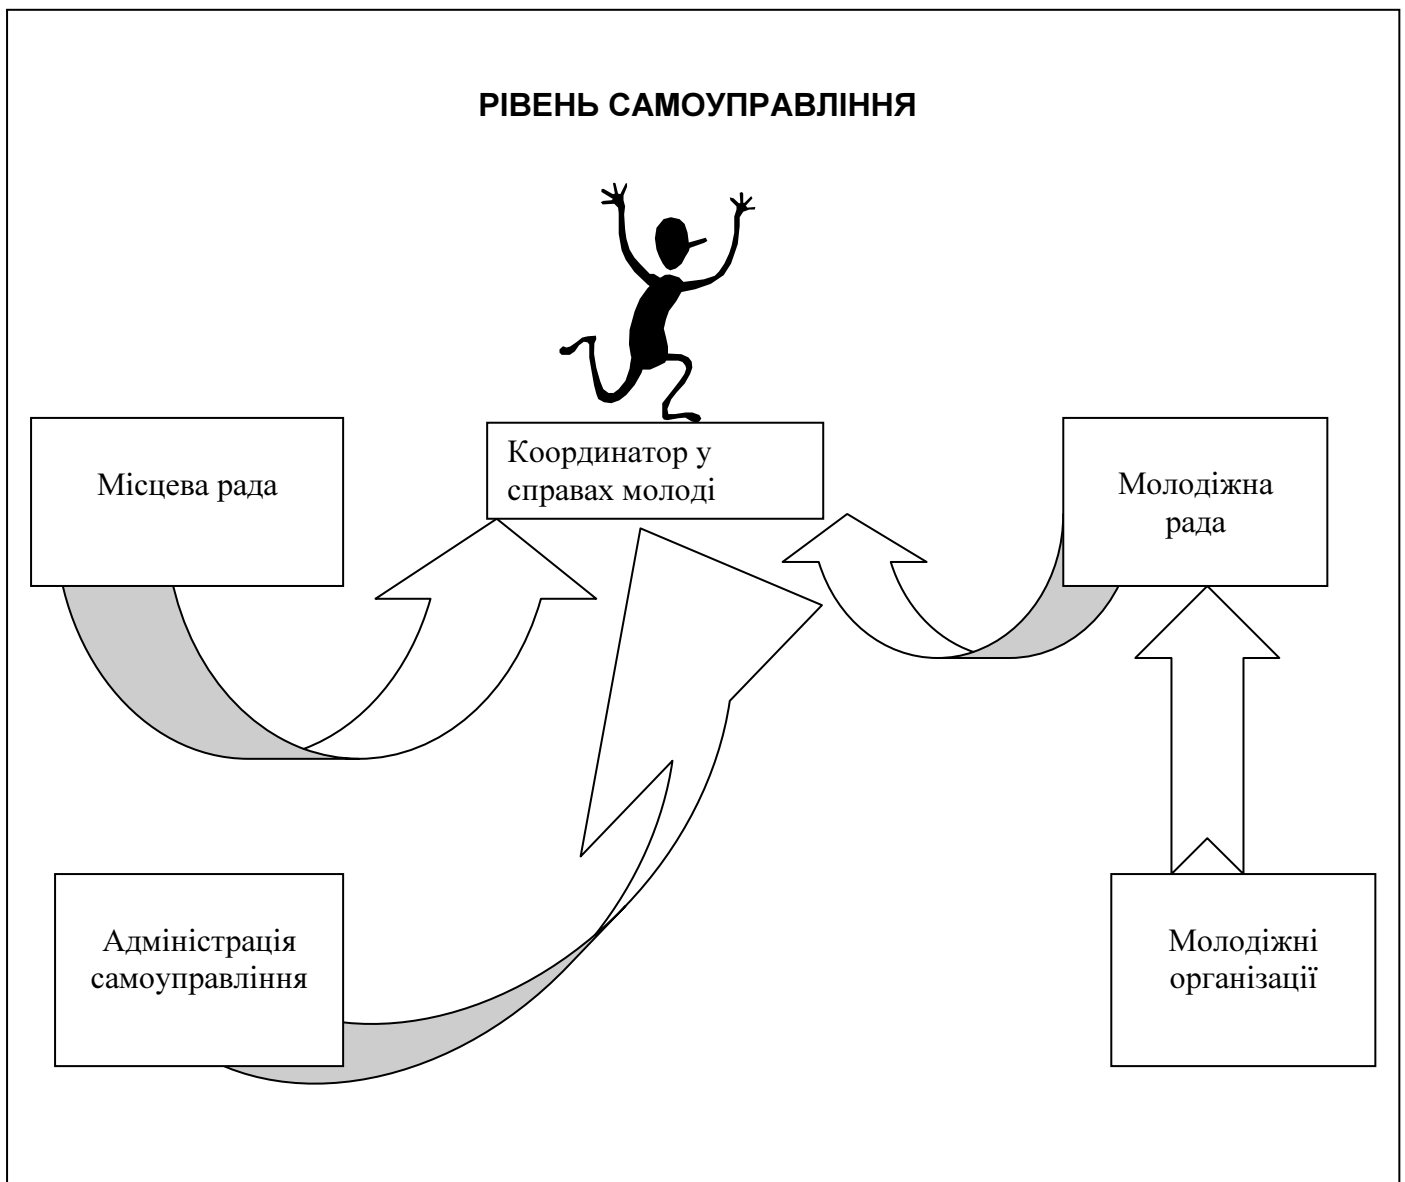 РІВЕНЬ САМОУПРАВЛІННЯ
Місцева рада
Координатор у
справах молоді
Молодіжна
рада
Адміністрація
самоуправління
Молодіжні
організації